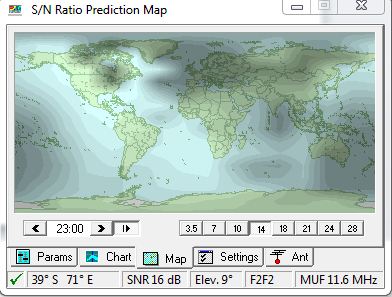 S/N Ratio Prediction Map
23:00
3.5 7 10 14 18 21 24 28
Params Chart Map Settings Ant
39° S 71° E SNR 16 dB Elev. 9° F2F2 MUF 11.6 MHz